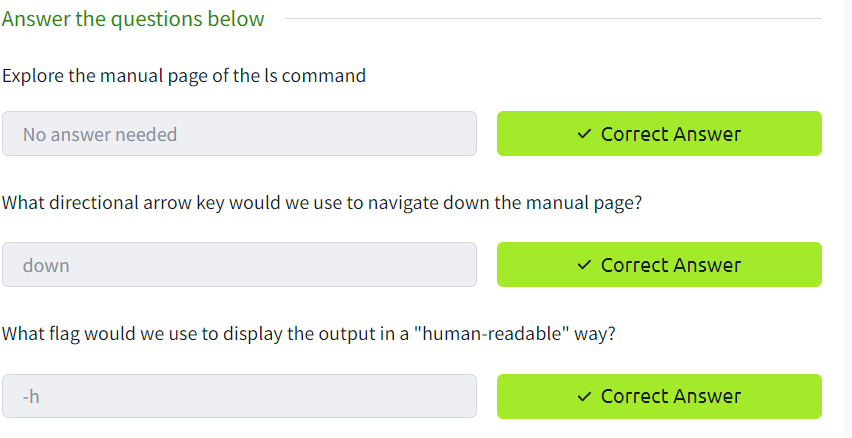 Answer the questions below
Explore the manual page of the ls command
No answer needed
✓ Correct Answer
What directional arrow key would we use to navigate down the manual page?
down
✓ Correct Answer
What flag would we use to display the output in a "human-readable" way?
-h
✓ Correct Answer